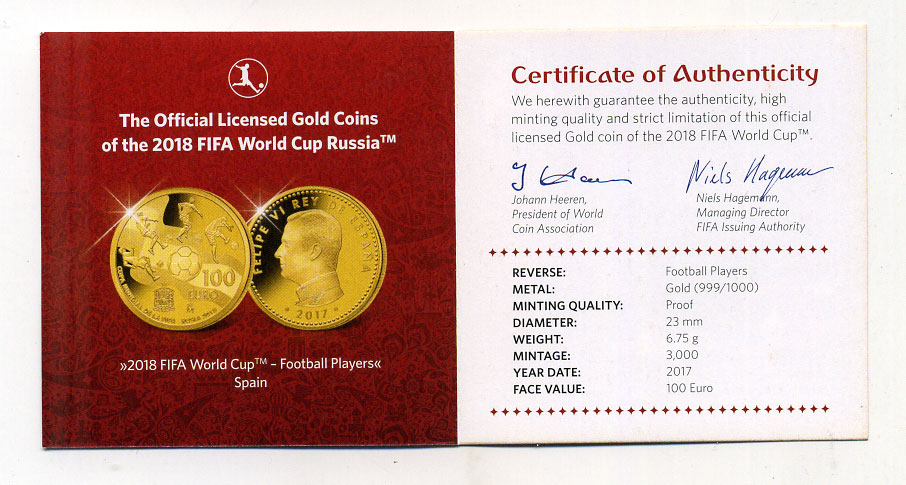 The Official Licensed Gold Coins
of the 2018 FIFA World Cup Russia™
100
EURO
FELIPE VI REY DE ESPAÑA
* 2017 *
»2018 FIFA World Cup™ – Football Players«
Spain
Certificate of Authenticity
We herewith guarantee the authenticity, high
minting quality and strict limitation of this official
licensed Gold coin of the 2018 FIFA World Cup™.
Niels Hagemann
Johann Heeren,
President of World
Coin Association
Niels Hagemann,
Managing Director
FIFA Issuing Authority
REVERSE: Football Players
METAL: Gold (999/1000)
MINTING QUALITY: Proof
DIAMETER: 23 mm
WEIGHT: 6.75 g
MINTAGE: 3,000
YEAR DATE: 2017
FACE VALUE: 100 Euro